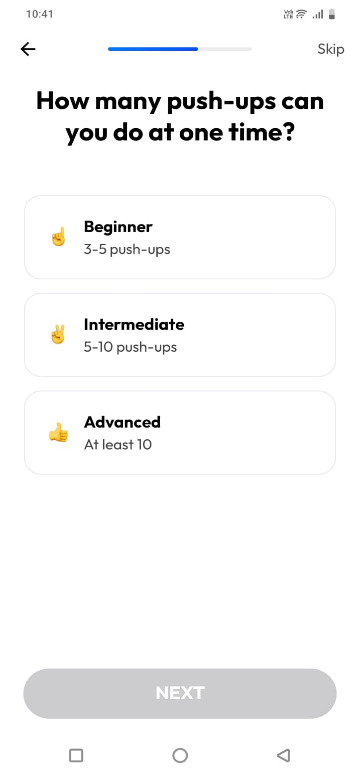 10:41
Skip
How many push-ups can
you do at one time?
Beginner
3-5 push-ups
Intermediate
5-10 push-ups
Advanced
At least 10
NEXT